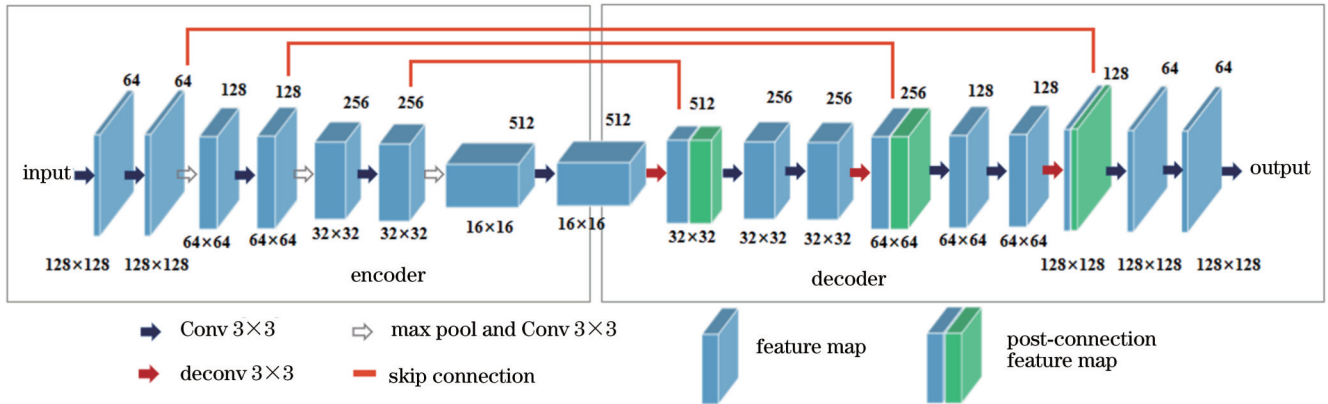 64 64 128 128 256 256 512 512 512 256 256 256 128 128 128 64 64
input output
128×128 128×128 64×64 64×64 32×32 32×32 16×16 16×16 32×32 32×32 32×32 64×64 64×64 64×64 128×128 128×128 128×128
encoder decoder
Conv 3×3 max pool and Conv 3×3 feature map post-connection
feature map
deconv 3×3 skip connection